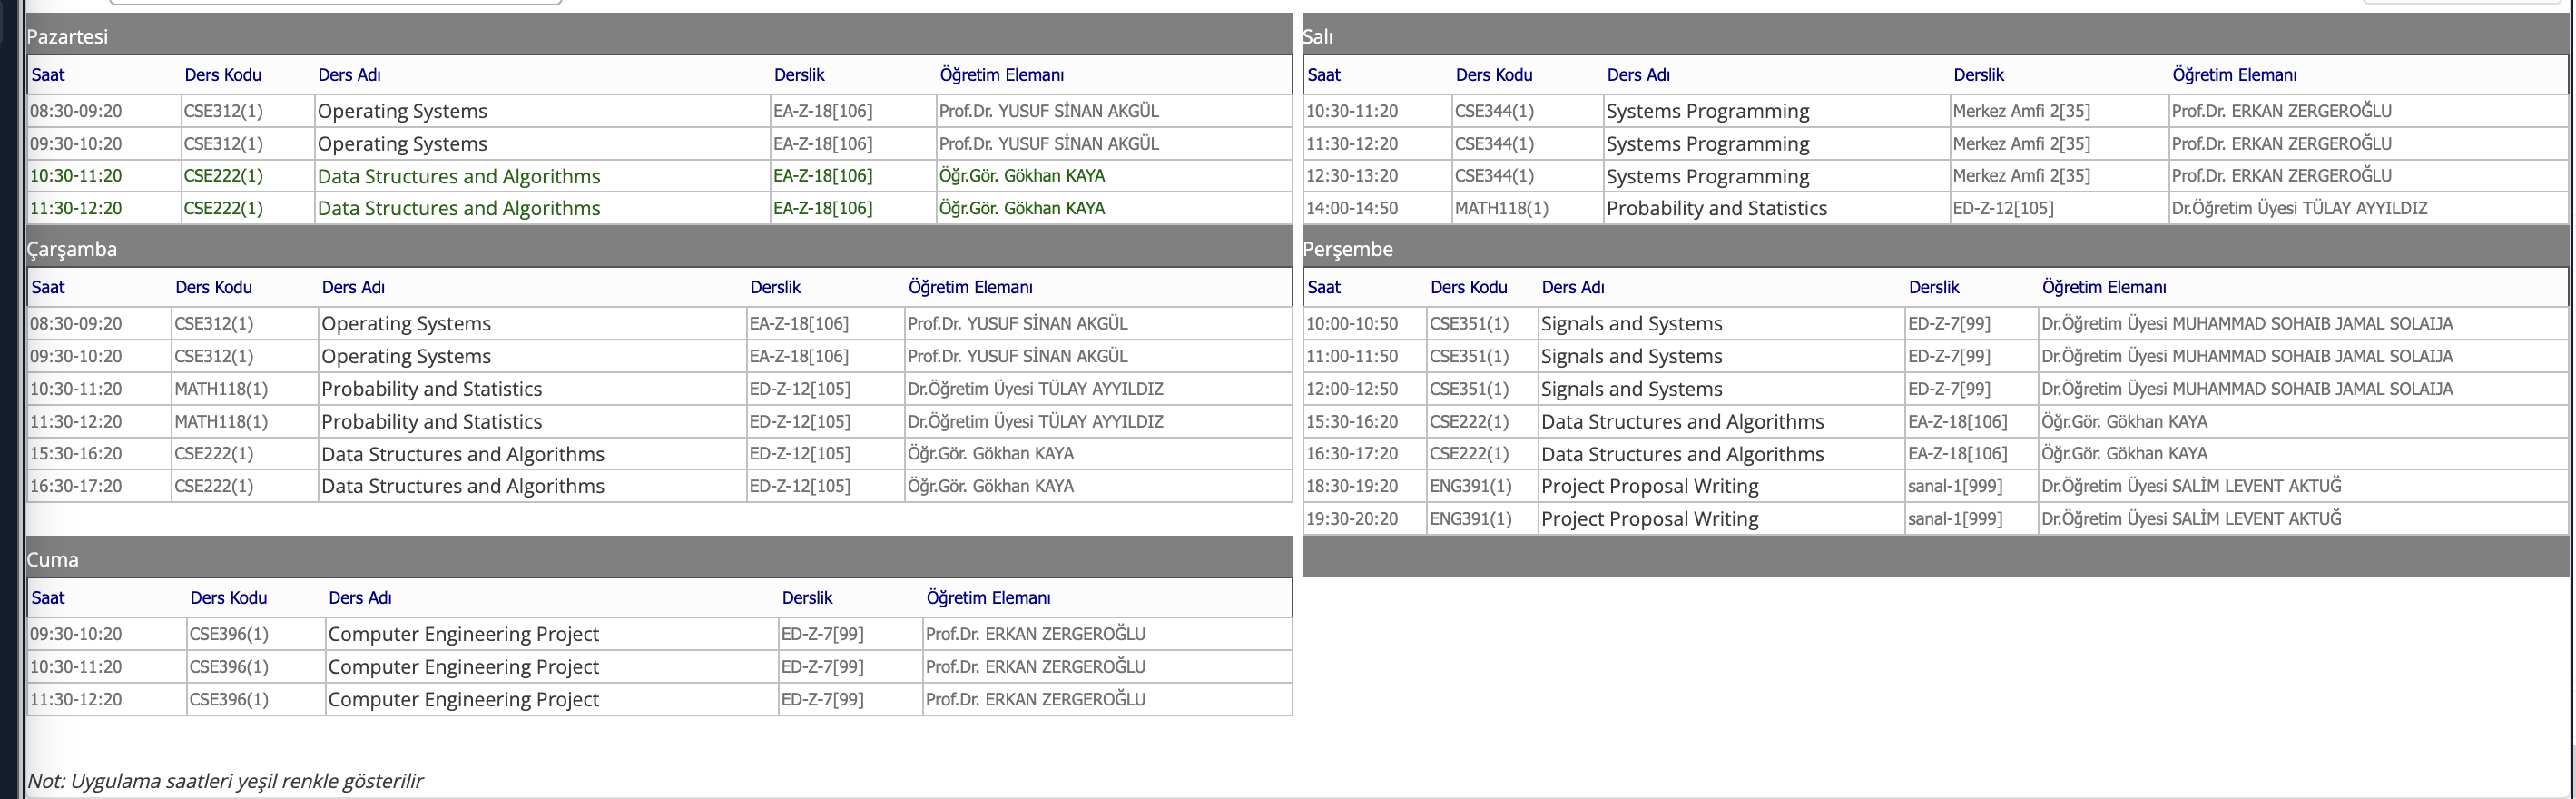 Pazartesi
Saat Ders Kodu Ders Adı Derslik Öğretim Elemanı
08:30-09:20 CSE312(1) Operating Systems EA-Z-18[106] Prof.Dr. YUSUF SİNAN AKGÜL
09:30-10:20 CSE312(1) Operating Systems EA-Z-18[106] Prof.Dr. YUSUF SİNAN AKGÜL
10:30-11:20 CSE222(1) Data Structures and Algorithms EA-Z-18[106] Öğr.Gör. Gökhan KAYA
11:30-12:20 CSE222(1) Data Structures and Algorithms EA-Z-18[106] Öğr.Gör. Gökhan KAYA
Salı
Saat Ders Kodu Ders Adı Derslik Öğretim Elemanı
10:30-11:20 CSE344(1) Systems Programming Merkez Amfi 2[35] Prof.Dr. ERKAN ZERGEROĞLU
11:30-12:20 CSE344(1) Systems Programming Merkez Amfi 2[35] Prof.Dr. ERKAN ZERGEROĞLU
12:30-13:20 CSE344(1) Systems Programming Merkez Amfi 2[35] Prof.Dr. ERKAN ZERGEROĞLU
14:00-14:50 MATH118(1) Probability and Statistics ED-Z-12[105] Dr.Öğretim Üyesi TÜLAY AYYILDIZ
Çarşamba
Saat Ders Kodu Ders Adı Derslik Öğretim Elemanı
08:30-09:20 CSE312(1) Operating Systems EA-Z-18[106] Prof.Dr. YUSUF SİNAN AKGÜL
09:30-10:20 CSE312(1) Operating Systems EA-Z-18[106] Prof.Dr. YUSUF SİNAN AKGÜL
10:30-11:20 MATH118(1) Probability and Statistics ED-Z-12[105] Dr.Öğretim Üyesi TÜLAY AYYILDIZ
11:30-12:20 MATH118(1) Probability and Statistics ED-Z-12[105] Dr.Öğretim Üyesi TÜLAY AYYILDIZ
15:30-16:20 CSE222(1) Data Structures and Algorithms ED-Z-12[105] Öğr.Gör. Gökhan KAYA
16:30-17:20 CSE222(1) Data Structures and Algorithms ED-Z-12[105] Öğr.Gör. Gökhan KAYA
Perşembe
Saat Ders Kodu Ders Adı Derslik Öğretim Elemanı
10:00-10:50 CSE351(1) Signals and Systems ED-Z-7[99] Dr.Öğretim Üyesi MUHAMMAD SOHAIB JAMAL SOLAIJA
11:00-11:50 CSE351(1) Signals and Systems ED-Z-7[99] Dr.Öğretim Üyesi MUHAMMAD SOHAIB JAMAL SOLAIJA
12:00-12:50 CSE351(1) Signals and Systems ED-Z-7[99] Dr.Öğretim Üyesi MUHAMMAD SOHAIB JAMAL SOLAIJA
15:30-16:20 CSE222(1) Data Structures and Algorithms EA-Z-18[106] Öğr.Gör. Gökhan KAYA
16:30-17:20 CSE222(1) Data Structures and Algorithms EA-Z-18[106] Öğr.Gör. Gökhan KAYA
18:30-19:20 ENG391(1) Project Proposal Writing sanal-1[999] Dr.Öğretim Üyesi SALİM LEVENT AKTUĞ
19:30-20:20 ENG391(1) Project Proposal Writing sanal-1[999] Dr.Öğretim Üyesi SALİM LEVENT AKTUĞ
Cuma
Saat Ders Kodu Ders Adı Derslik Öğretim Elemanı
09:30-10:20 CSE396(1) Computer Engineering Project ED-Z-7[99] Prof.Dr. ERKAN ZERGEROĞLU
10:30-11:20 CSE396(1) Computer Engineering Project ED-Z-7[99] Prof.Dr. ERKAN ZERGEROĞLU
11:30-12:20 CSE396(1) Computer Engineering Project ED-Z-7[99] Prof.Dr. ERKAN ZERGEROĞLU
Not: Uygulama saatleri yeşil renkle gösterilir